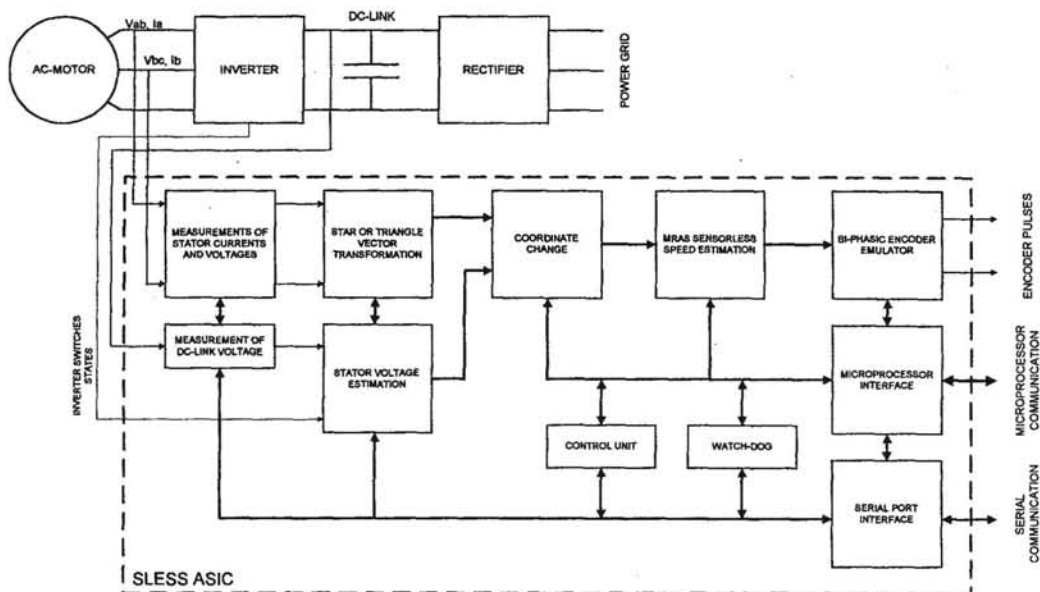 Vab, Ia
DC-LINK
AC-MOTOR
Vbc, Ib
INVERTER
RECTIFIER
POWER GRID
MEASUREMENTS OF
STATOR CURRENTS
AND VOLTAGES
STAR OR TRIANGLE
VECTOR
TRANSFORMATION
COORDINATE
CHANGE
MRAS SENSORLESS
SPEED ESTIMATION
BI-PHASIC ENCODER
EMULATOR
ENCODER PULSES
MEASUREMENT OF
DC-LINK VOLTAGE
STATOR VOLTAGE
ESTIMATION
MICROPROCESSOR
INTERFACE
MICROPROCESSOR
COMMUNICATION
INVERTER SWITCHES
STATES
CONTROL UNIT
WATCH-DOG
SERIAL PORT
INTERFACE
SERIAL
COMMUNICATION
SLESS ASIC